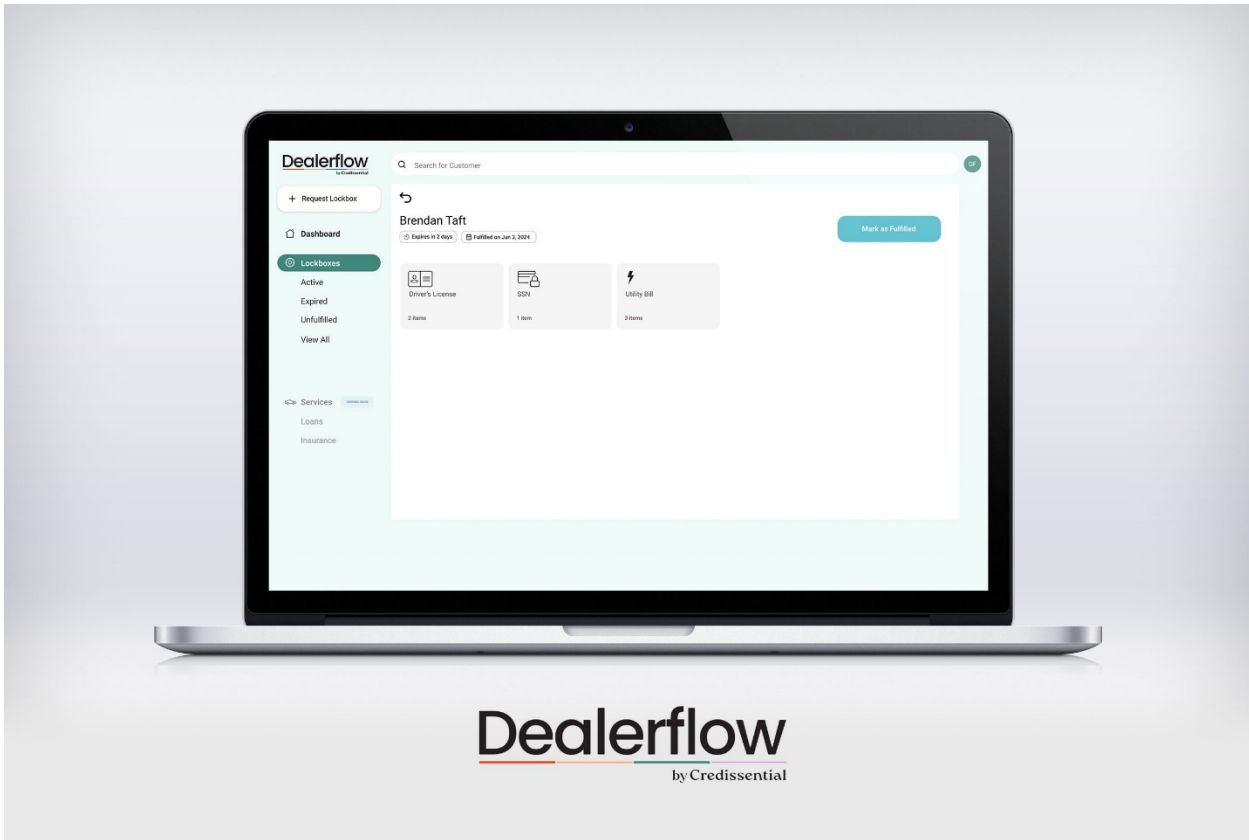 Dealerflow
by Credissential
Search for Customer
GF
+ Request Lockbox
Dashboard
Lockboxes
Active
Expired
Unfulfilled
View All
Services
Loans
Insurance
Brendan Taft
Expires in 2 days
Fulfilled on Jun 3, 2024
Mark as Fulfilled
Driver's License
2 items
SSN
1 item
Utility Bill
3 items
Dealerflow
by Credissential